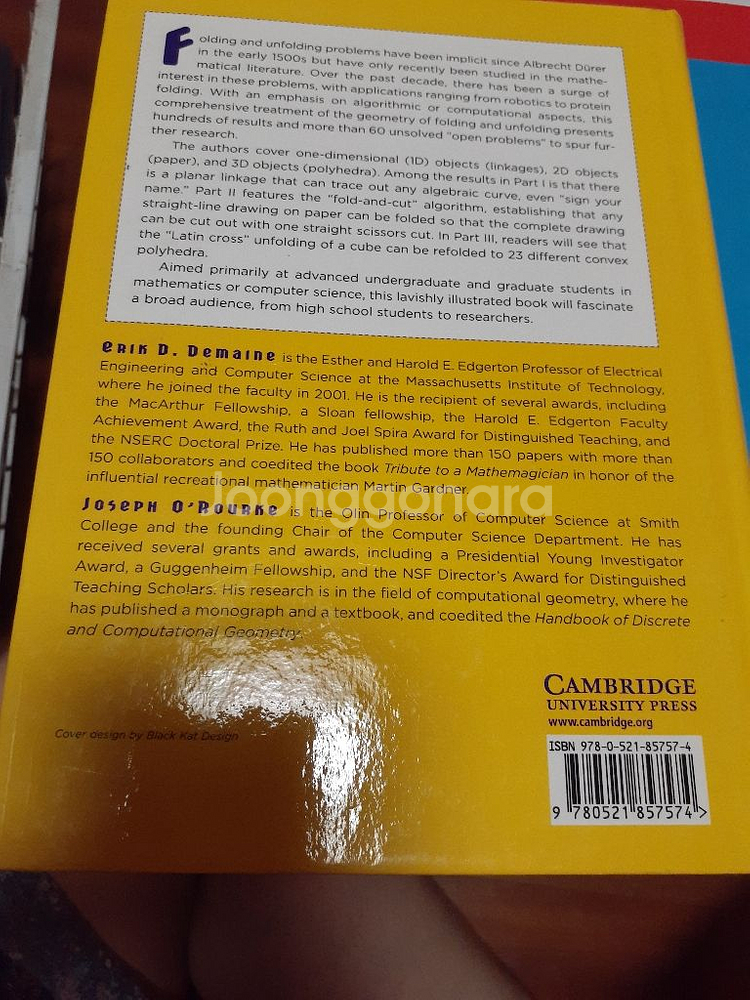 Folding and unfolding problems have been implicit since Albrecht Dürer
in the early 1500s but have only recently been studied in the mathe-
matical literature. Over the past decade, there has been a surge of
interest in these problems, with applications ranging from robotics to protein
folding. With an emphasis on algorithmic or computational aspects, this
comprehensive treatment of the geometry of folding and unfolding presents
hundreds of results and more than 60 unsolved "open problems" to spur fur-
ther research.
The authors cover one-dimensional (1D) objects (linkages), 2D objects
(paper), and 3D objects (polyhedra). Among the results in Part I is that there
is a planar linkage that can trace out any algebraic curve, even "sign your
name." Part II features the "fold-and-cut" algorithm, establishing that any
straight-line drawing on paper can be folded so that the complete drawing
can be cut out with one straight scissors cut. In Part III, readers will see that
the "Latin cross" unfolding of a cube can be refolded to 23 different convex
polyhedra.
Aimed primarily at advanced undergraduate and graduate students in
mathematics or computer science, this lavishly illustrated book will fascinate
a broad audience, from high school students to researchers.
Erik D. Demaine is the Esther and Harold E. Edgerton Professor of Electrical
Engineering and Computer Science at the Massachusetts Institute of Technology,
where he joined the faculty in 2001. He is the recipient of several awards, including
the MacArthur Fellowship, a Sloan fellowship, the Harold E. Edgerton Faculty
Achievement Award, the Ruth and Joel Spira Award for Distinguished Teaching, and
the NSERC Doctoral Prize. He has published more than 150 papers with more than
150 collaborators and coedited the book Tribute to a Mathemagician in honor of the
influential recreational mathematician Martin Gardner.
Joonggonara
Joseph O'Rourke is the Olin Professor of Computer Science at Smith
College and the founding Chair of the Computer Science Department. He has
received several grants and awards, including a Presidential Young Investigator
Award, a Guggenheim Fellowship, and the NSF Director's Award for Distinguished
Teaching Scholars. His research is in the field of computational geometry, where he
has published a monograph and a textbook, and coedited the Handbook of Discrete
and Computational Geometry.
CAMBRIDGE
UNIVERSITY PRESS
www.cambridge.org
Cover design by Black Kat Design
ISBN 978-0-521-85757-4
9 780521 857574 >